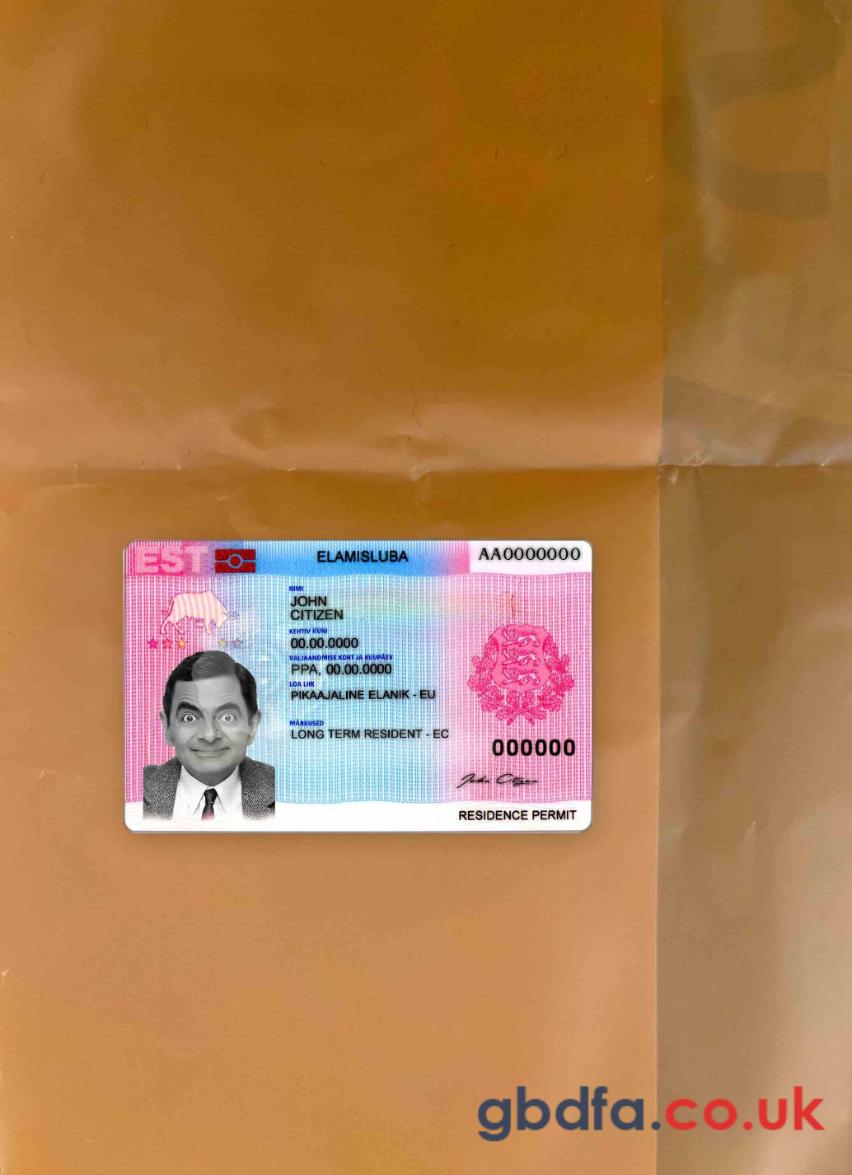 EST
ELAMISLUBA
AA0000000
NIMI
JOHN
CITIZEN
KEHTIV KUNI
00.00.0000
VÄLJAANDMISE KOHT JA KUUPÄEV
PPA, 00.00.0000
LOA LIIK
PIKAAJALINE ELANIK - EU
MÄRKUSED
LONG TERM RESIDENT - EC
000000
John Citizen
RESIDENCE PERMIT
gbdfa.co.uk